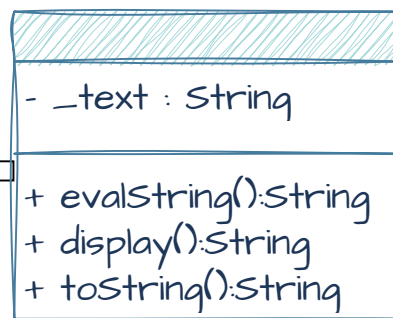 - _text : String
+ evalString():String
+ display():String
+ toString():String